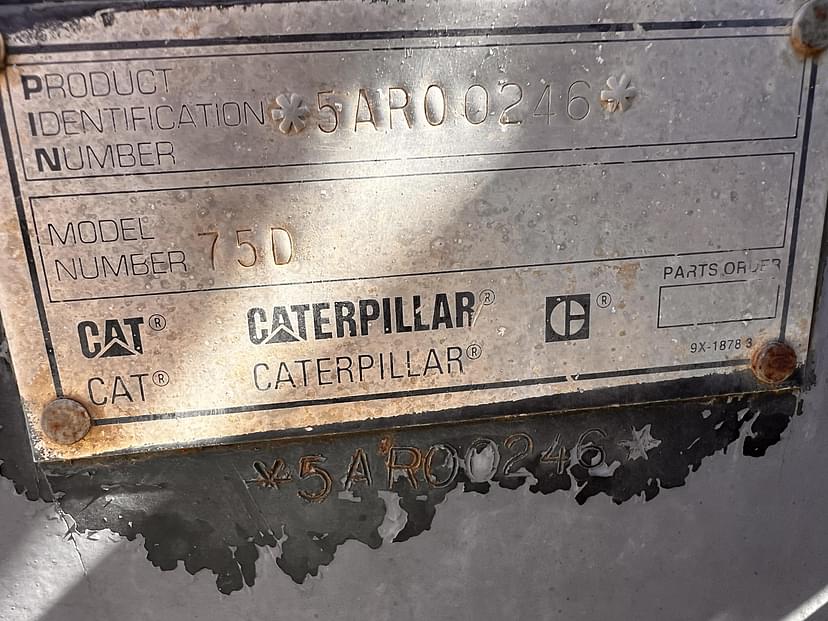 PRODUCT
IDENTIFICATION *5AR00246*
NUMBER
MODEL
NUMBER 75D
PARTS ORDER
CAT® CATERPILLAR® C®
CAT® CATERPILLAR®
9X-1878 3
*5AR00246*